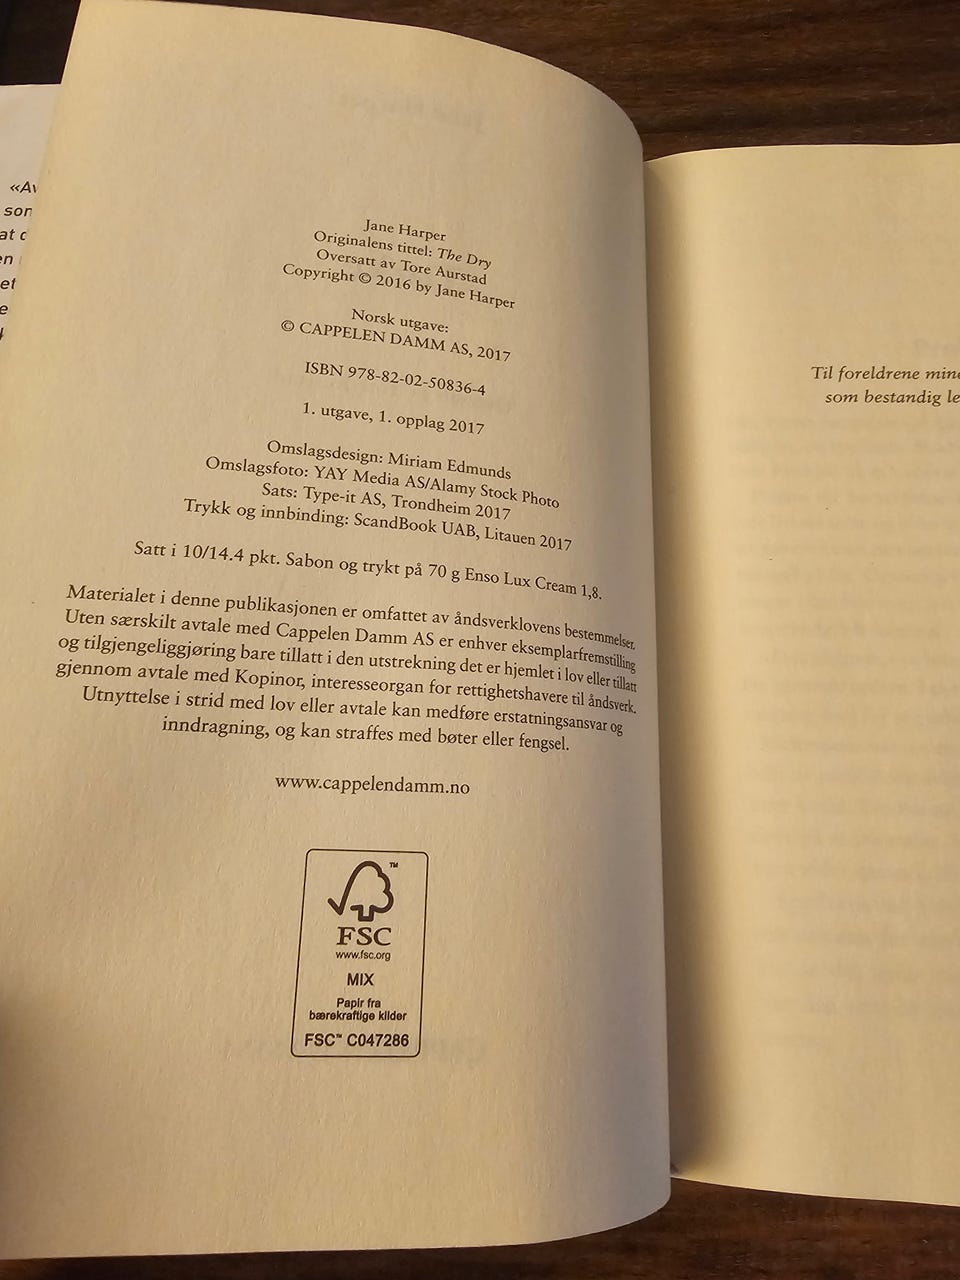 «Av
som
at d
en
et
e
Jane Harper
Originalens tittel: The Dry
Oversatt av Tore Aurstad
Copyright © 2016 by Jane Harper
Norsk utgave:
© CAPPELEN DAMM AS, 2017
ISBN 978-82-02-50836-4
1. utgave, 1. opplag 2017
Omslagsdesign: Miriam Edmunds
Omslagsfoto: YAY Media AS/Alamy Stock Photo
Sats: Type-it AS, Trondheim 2017
Trykk og innbinding: ScandBook UAB, Litauen 2017
Satt i 10/14.4 pkt. Sabon og trykt på 70 g Enso Lux Cream 1,8.
Materialet i denne publikasjonen er omfattet av åndsverklovens bestemmelser.
Uten særskilt avtale med Cappelen Damm AS er enhver eksemplarfremstilling
og tilgjengeliggjøring bare tillatt i den utstrekning det er hjemlet i lov eller tillatt
gjennom avtale med Kopinor, interesseorgan for rettighetshavere til åndsverk.
Utnyttelse i strid med lov eller avtale kan medføre erstatningsansvar og
inndragning, og kan straffes med bøter eller fengsel.
www.cappelendamm.no
™
FSC
www.fsc.org
MIX
Papir fra
bærekraftige kilder
FSC™ C047286
Til foreldrene mine
som bestandig le